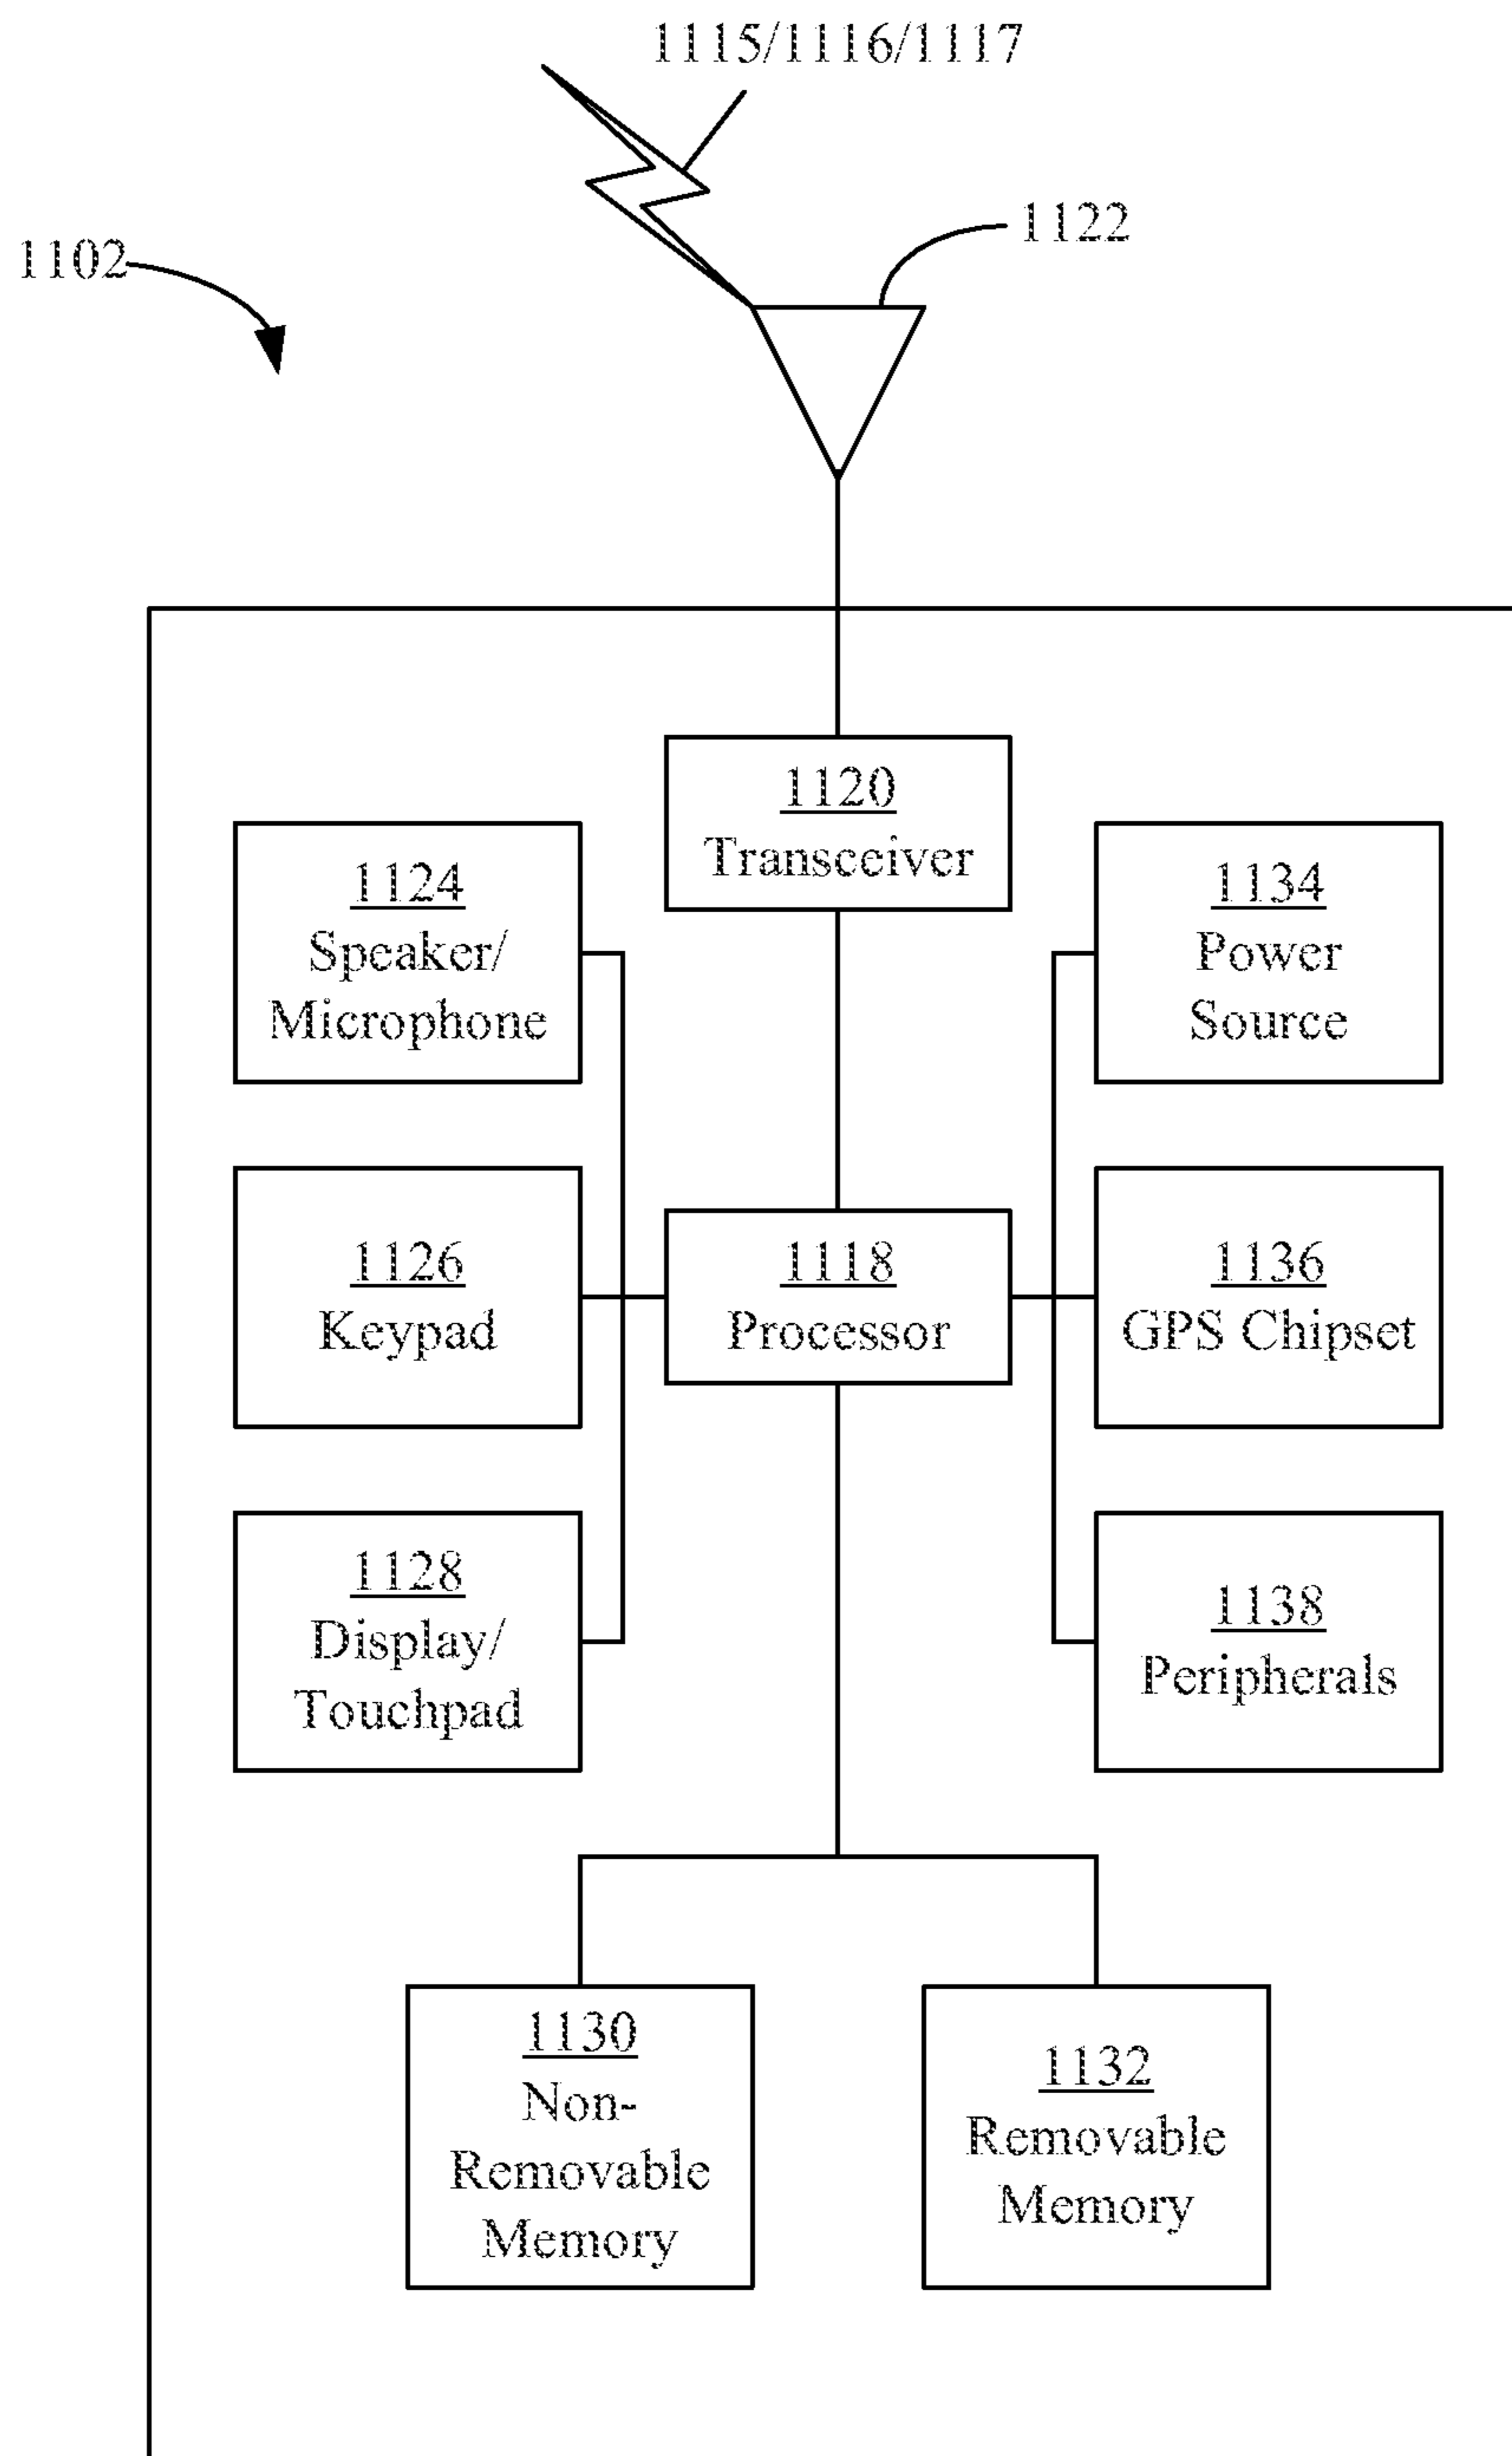 1115/1116/1117
1122
1102
1120
Transceiver
1124
Speaker/
Microphone
1134
Power
Source
1126
Keypad
1118
Processor
1136
GPS Chipset
1128
Display/
Touchpad
1138
Peripherals
1130
Non-
Removable
Memory
1132
Removable
Memory